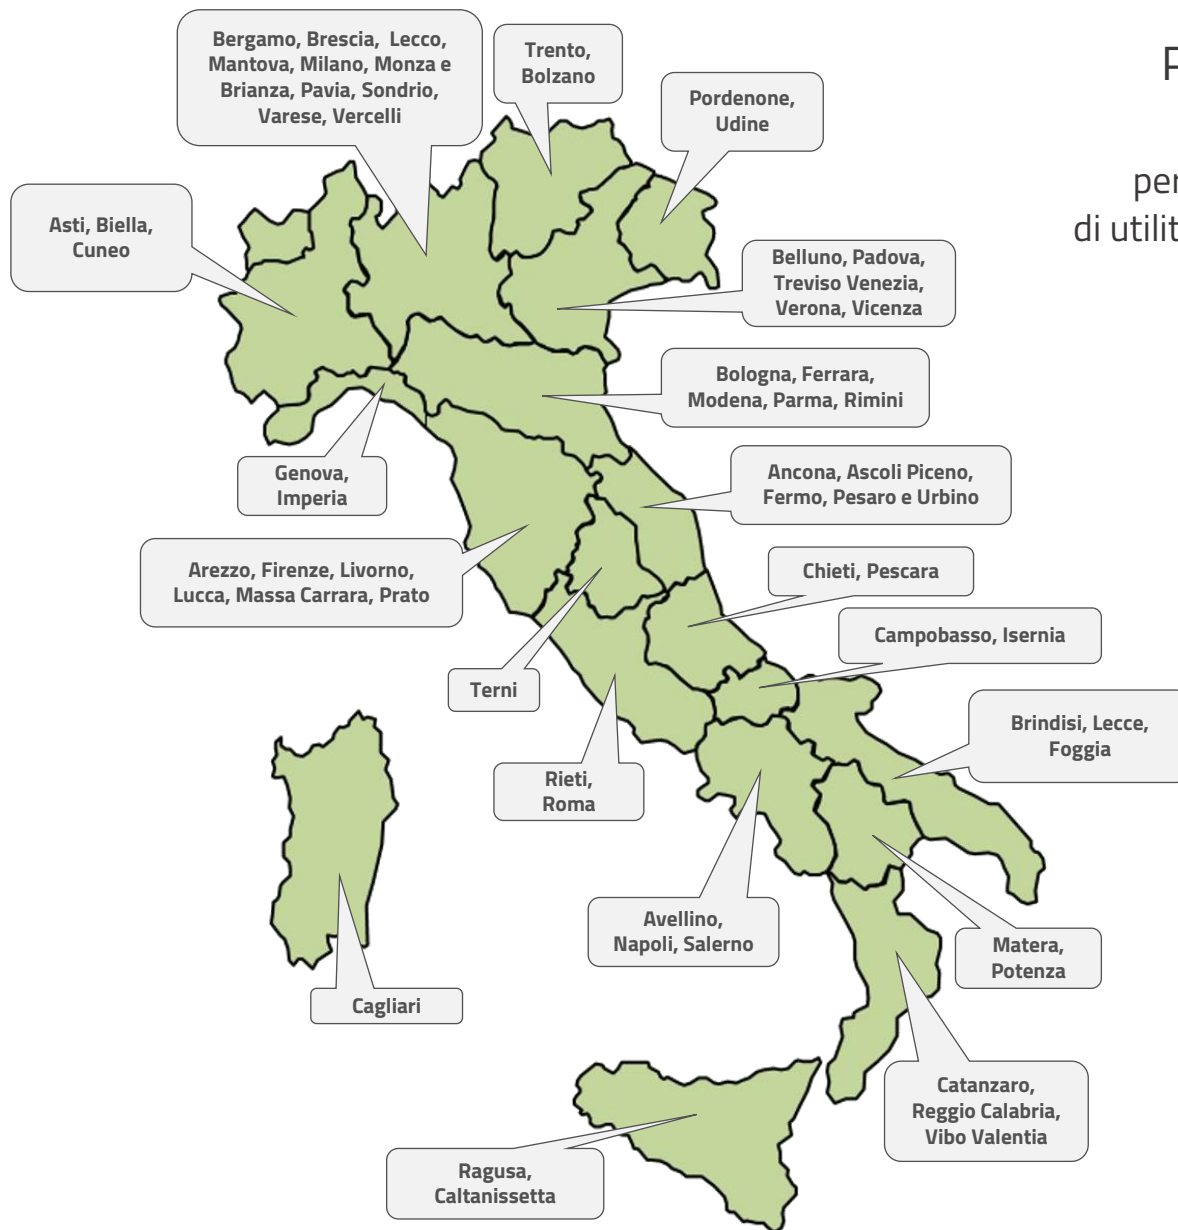 P
per
di utilit
Bergamo, Brescia, Lecco,
Mantova, Milano, Monza e
Brianza, Pavia, Sondrio,
Varese, Vercelli
Trento,
Bolzano
Pordenone,
Udine
Asti, Biella,
Cuneo
Belluno, Padova,
Treviso Venezia,
Verona, Vicenza
Bologna, Ferrara,
Modena, Parma, Rimini
Genova,
Imperia
Ancona, Ascoli Piceno,
Fermo, Pesaro e Urbino
Arezzo, Firenze, Livorno,
Lucca, Massa Carrara, Prato
Chieti, Pescara
Campobasso, Isernia
Terni
Brindisi, Lecce,
Foggia
Rieti,
Roma
Avellino,
Napoli, Salerno
Matera,
Potenza
Cagliari
Catanzaro,
Reggio Calabria,
Vibo Valentia
Ragusa,
Caltanissetta